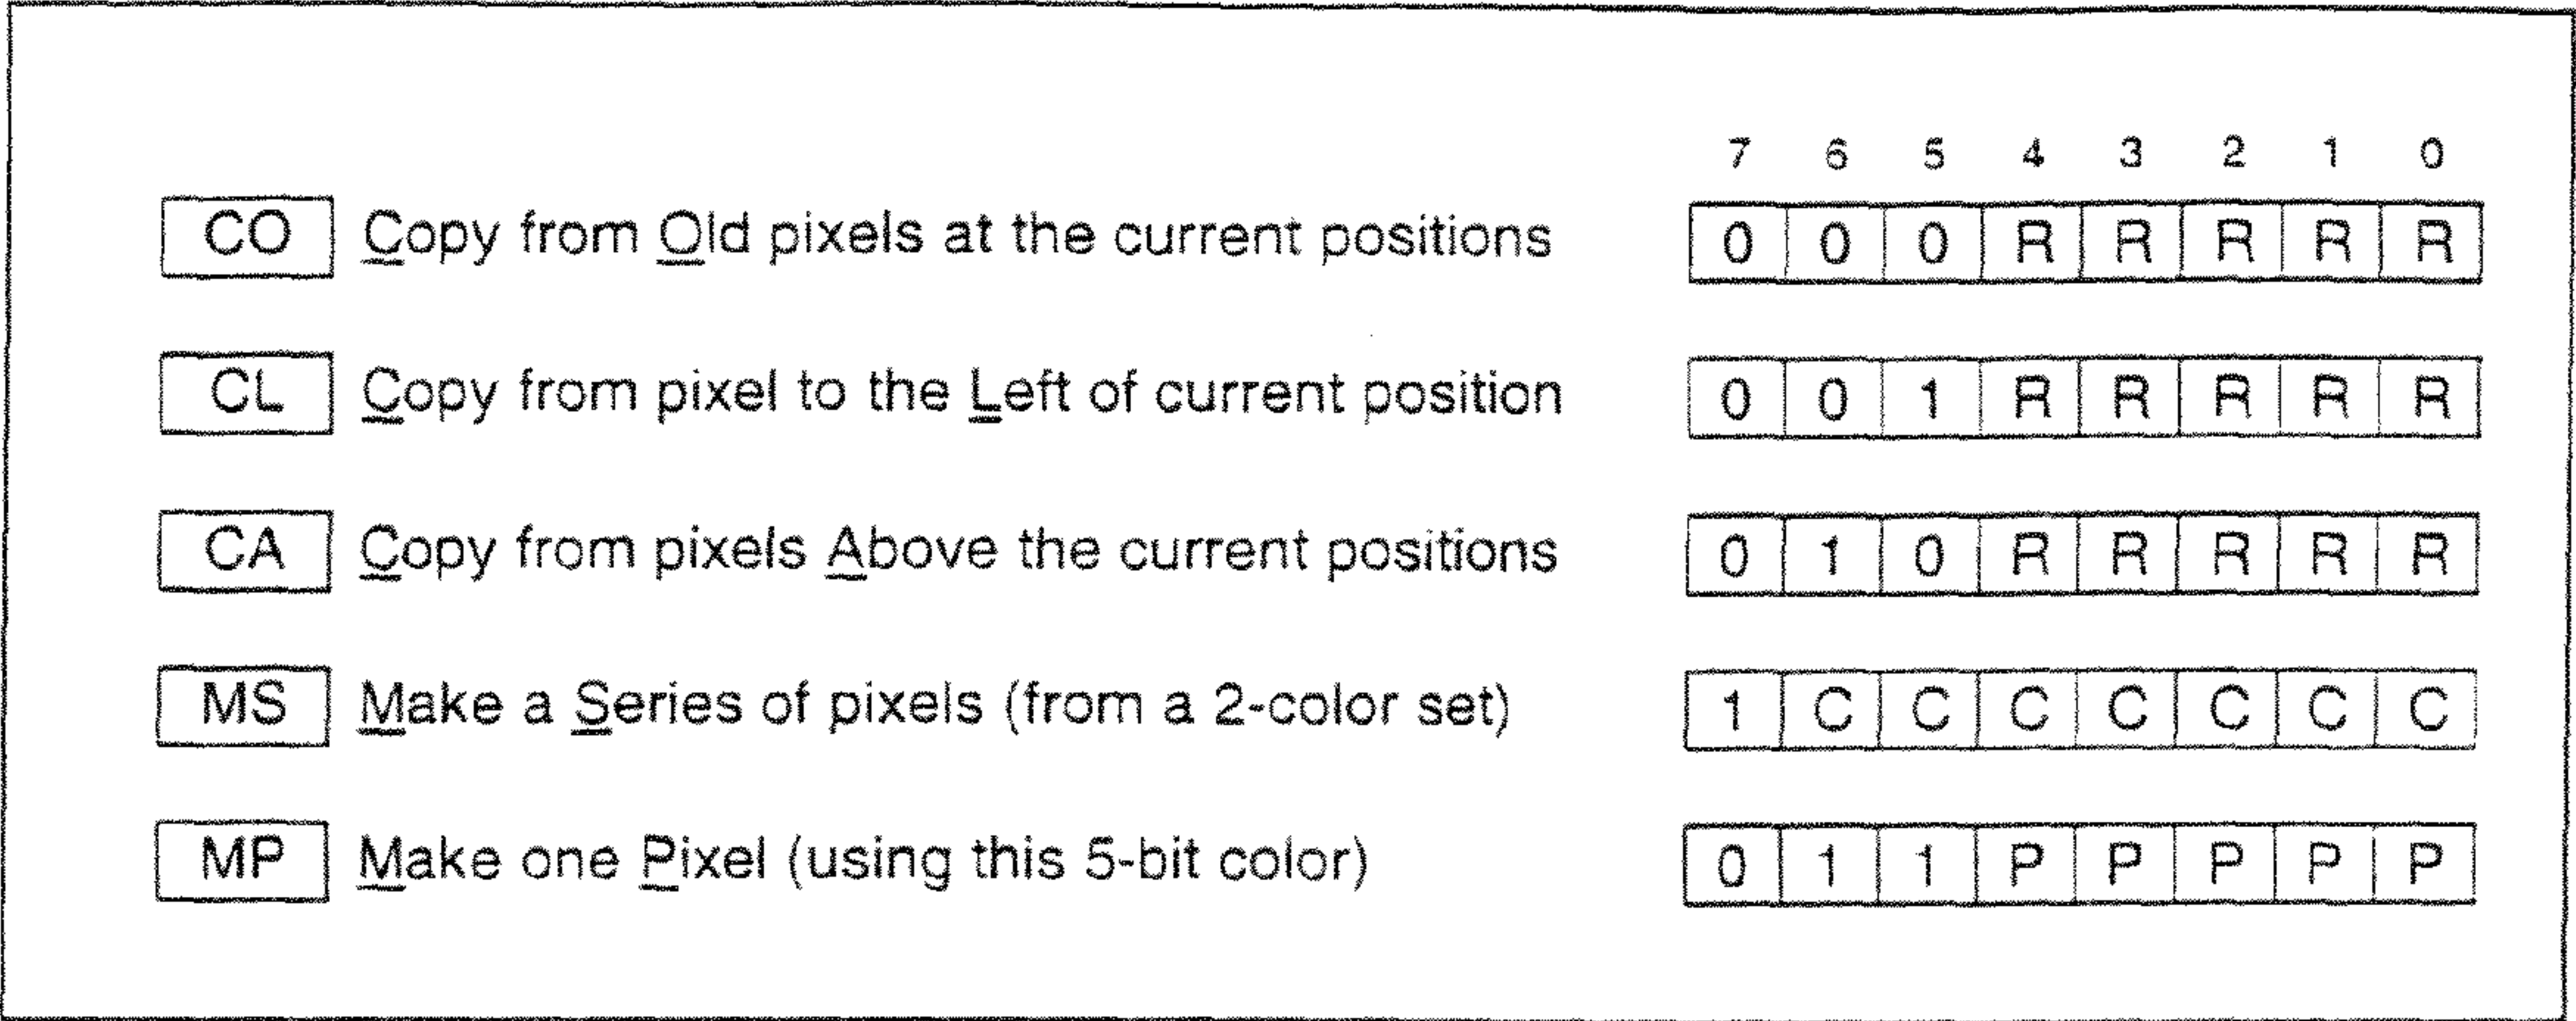 7 6 5 4 3 2 1 0
CO Copy from Old pixels at the current positions 0 0 0 R R R R R
CL Copy from pixel to the Left of current position 0 0 1 R R R R R
CA Copy from pixels Above the current positions 0 1 0 R R R R R
MS Make a Series of pixels (from a 2-color set) 1 C C C C C C C
MP Make one Pixel (using this 5-bit color) 0 1 1 P P P P P